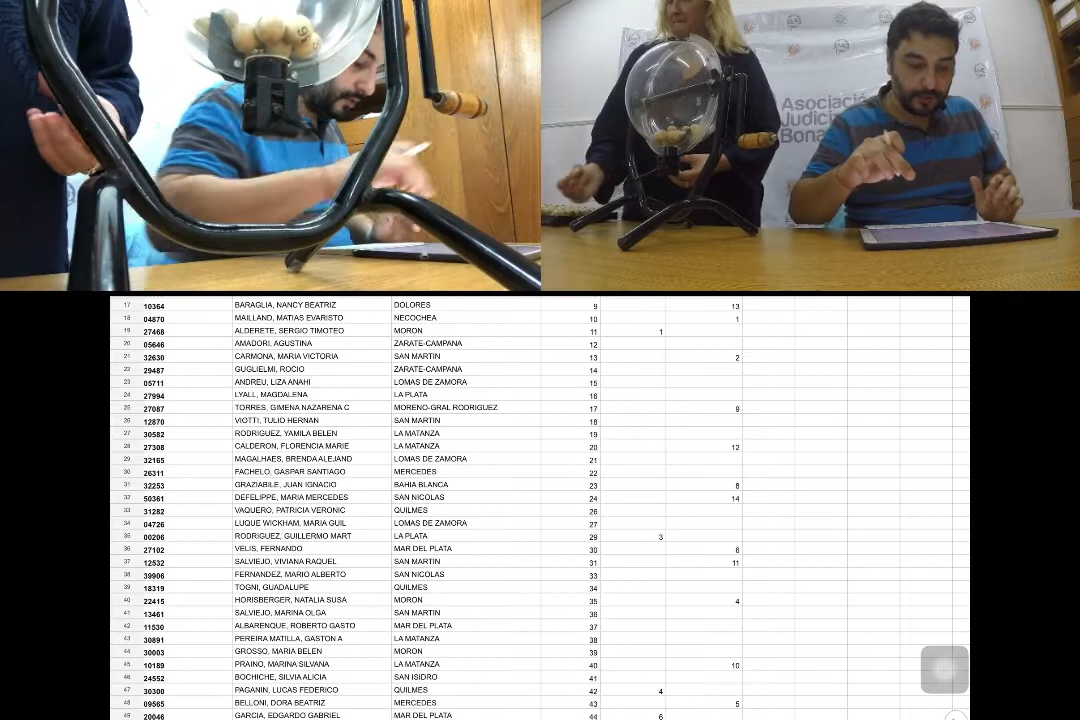 Asociació
Judicia
Bona
17 10364 BARAGLIA, NANCY BEATRIZ DOLORES 9 13
18 04870 MAILLAND, MATIAS EVARISTO NECOCHEA 10 1
19 27468 ALDERETE, SERGIO TIMOTEO MORON 11 1
20 05646 AMADORI, AGUSTINA ZARATE-CAMPANA 12
21 32630 CARMONA, MARIA VICTORIA SAN MARTIN 13 2
22 29487 GUGLIELMI, ROCIO ZARATE-CAMPANA 14
23 05711 ANDREU, LIZA ANAHI LOMAS DE ZAMORA 15
24 27994 LYALL, MAGDALENA LA PLATA 16
25 27087 TORRES, GIMENA NAZARENA C MORENO-GRAL RODRIGUEZ 17 9
26 12870 VIOTTI, TULIO HERNAN SAN MARTIN 18
27 30582 RODRIGUEZ, YAMILA BELEN LA MATANZA 19
28 27308 CALDERON, FLORENCIA MARIE LA MATANZA 20 12
29 32165 MAGALHAES, BRENDA ALEJAND LOMAS DE ZAMORA 21
30 26311 FACHELO, GASPAR SANTIAGO MERCEDES 22
31 32253 GRAZIABILE, JUAN IGNACIO BAHIA BLANCA 23 8
32 50361 DEFELIPPE, MARIA MERCEDES SAN NICOLAS 24 14
33 31282 VAQUERO, PATRICIA VERONIC QUILMES 26
34 04726 LUQUE WICKHAM, MARIA GUIL LOMAS DE ZAMORA 27
35 00206 RODRIGUEZ, GUILLERMO MART LA PLATA 29 3
36 27102 VELIS, FERNANDO MAR DEL PLATA 30 6
37 12532 SALVIEJO, VIVIANA RAQUEL SAN MARTIN 31 11
38 39906 FERNANDEZ, MARIO ALBERTO SAN NICOLAS 33
39 18319 TOGNI, GUADALUPE QUILMES 34
40 22415 HORISBERGER, NATALIA SUSA MORON 35 4
41 13461 SALVIEJO, MARINA OLGA SAN MARTIN 36
42 11530 ALBARENQUE, ROBERTO GASTO MAR DEL PLATA 37
43 30891 PEREIRA MATILLA, GASTON A LA MATANZA 38
44 30003 GROSSO, MARIA BELEN MORON 39
45 10189 PRAINO, MARINA SILVANA LA MATANZA 40 10
46 24552 BOCHICHE, SILVIA ALICIA SAN ISIDRO 41
47 30300 PAGANIN, LUCAS FEDERICO QUILMES 42 4
48 09565 BELLONI, DORA BEATRIZ MERCEDES 43 5
49 20046 GARCIA, EDGARDO GABRIEL MAR DEL PLATA 44 6